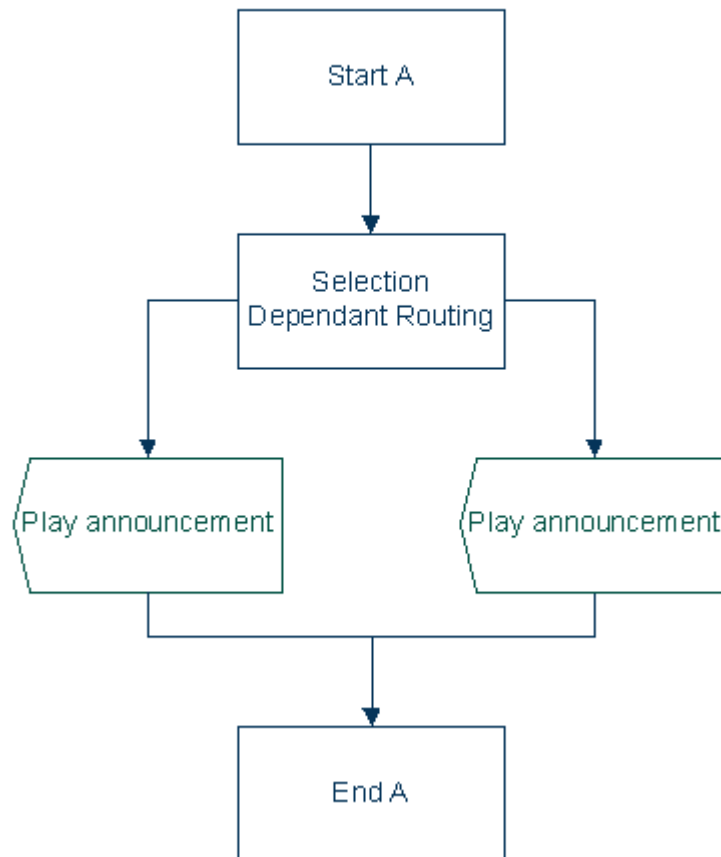 Start A
Selection
Dependant Routing
Play announcement
Play announcement
End A